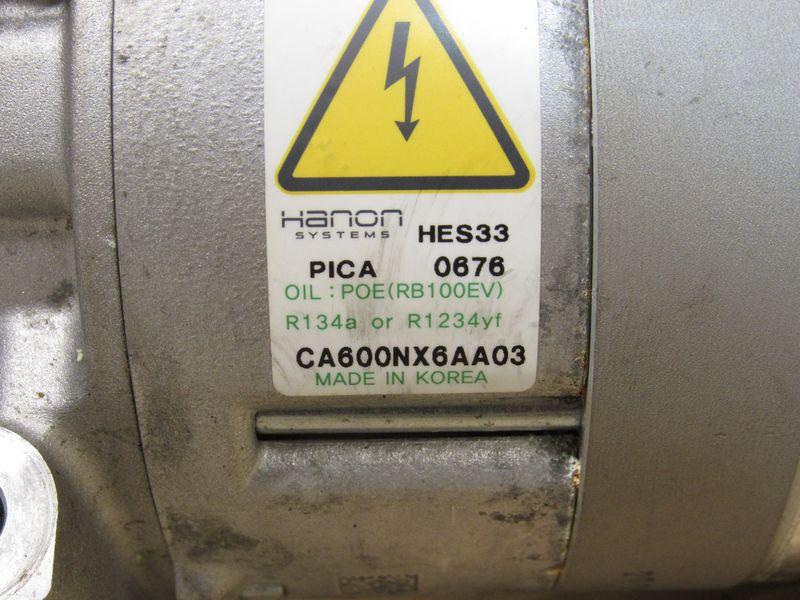 Hanon
SYSTEMS
HES33
PICA 0676
OIL : POE(RB100EV)
R134a or R1234yf
CA600NX6AA03
MADE IN KOREA